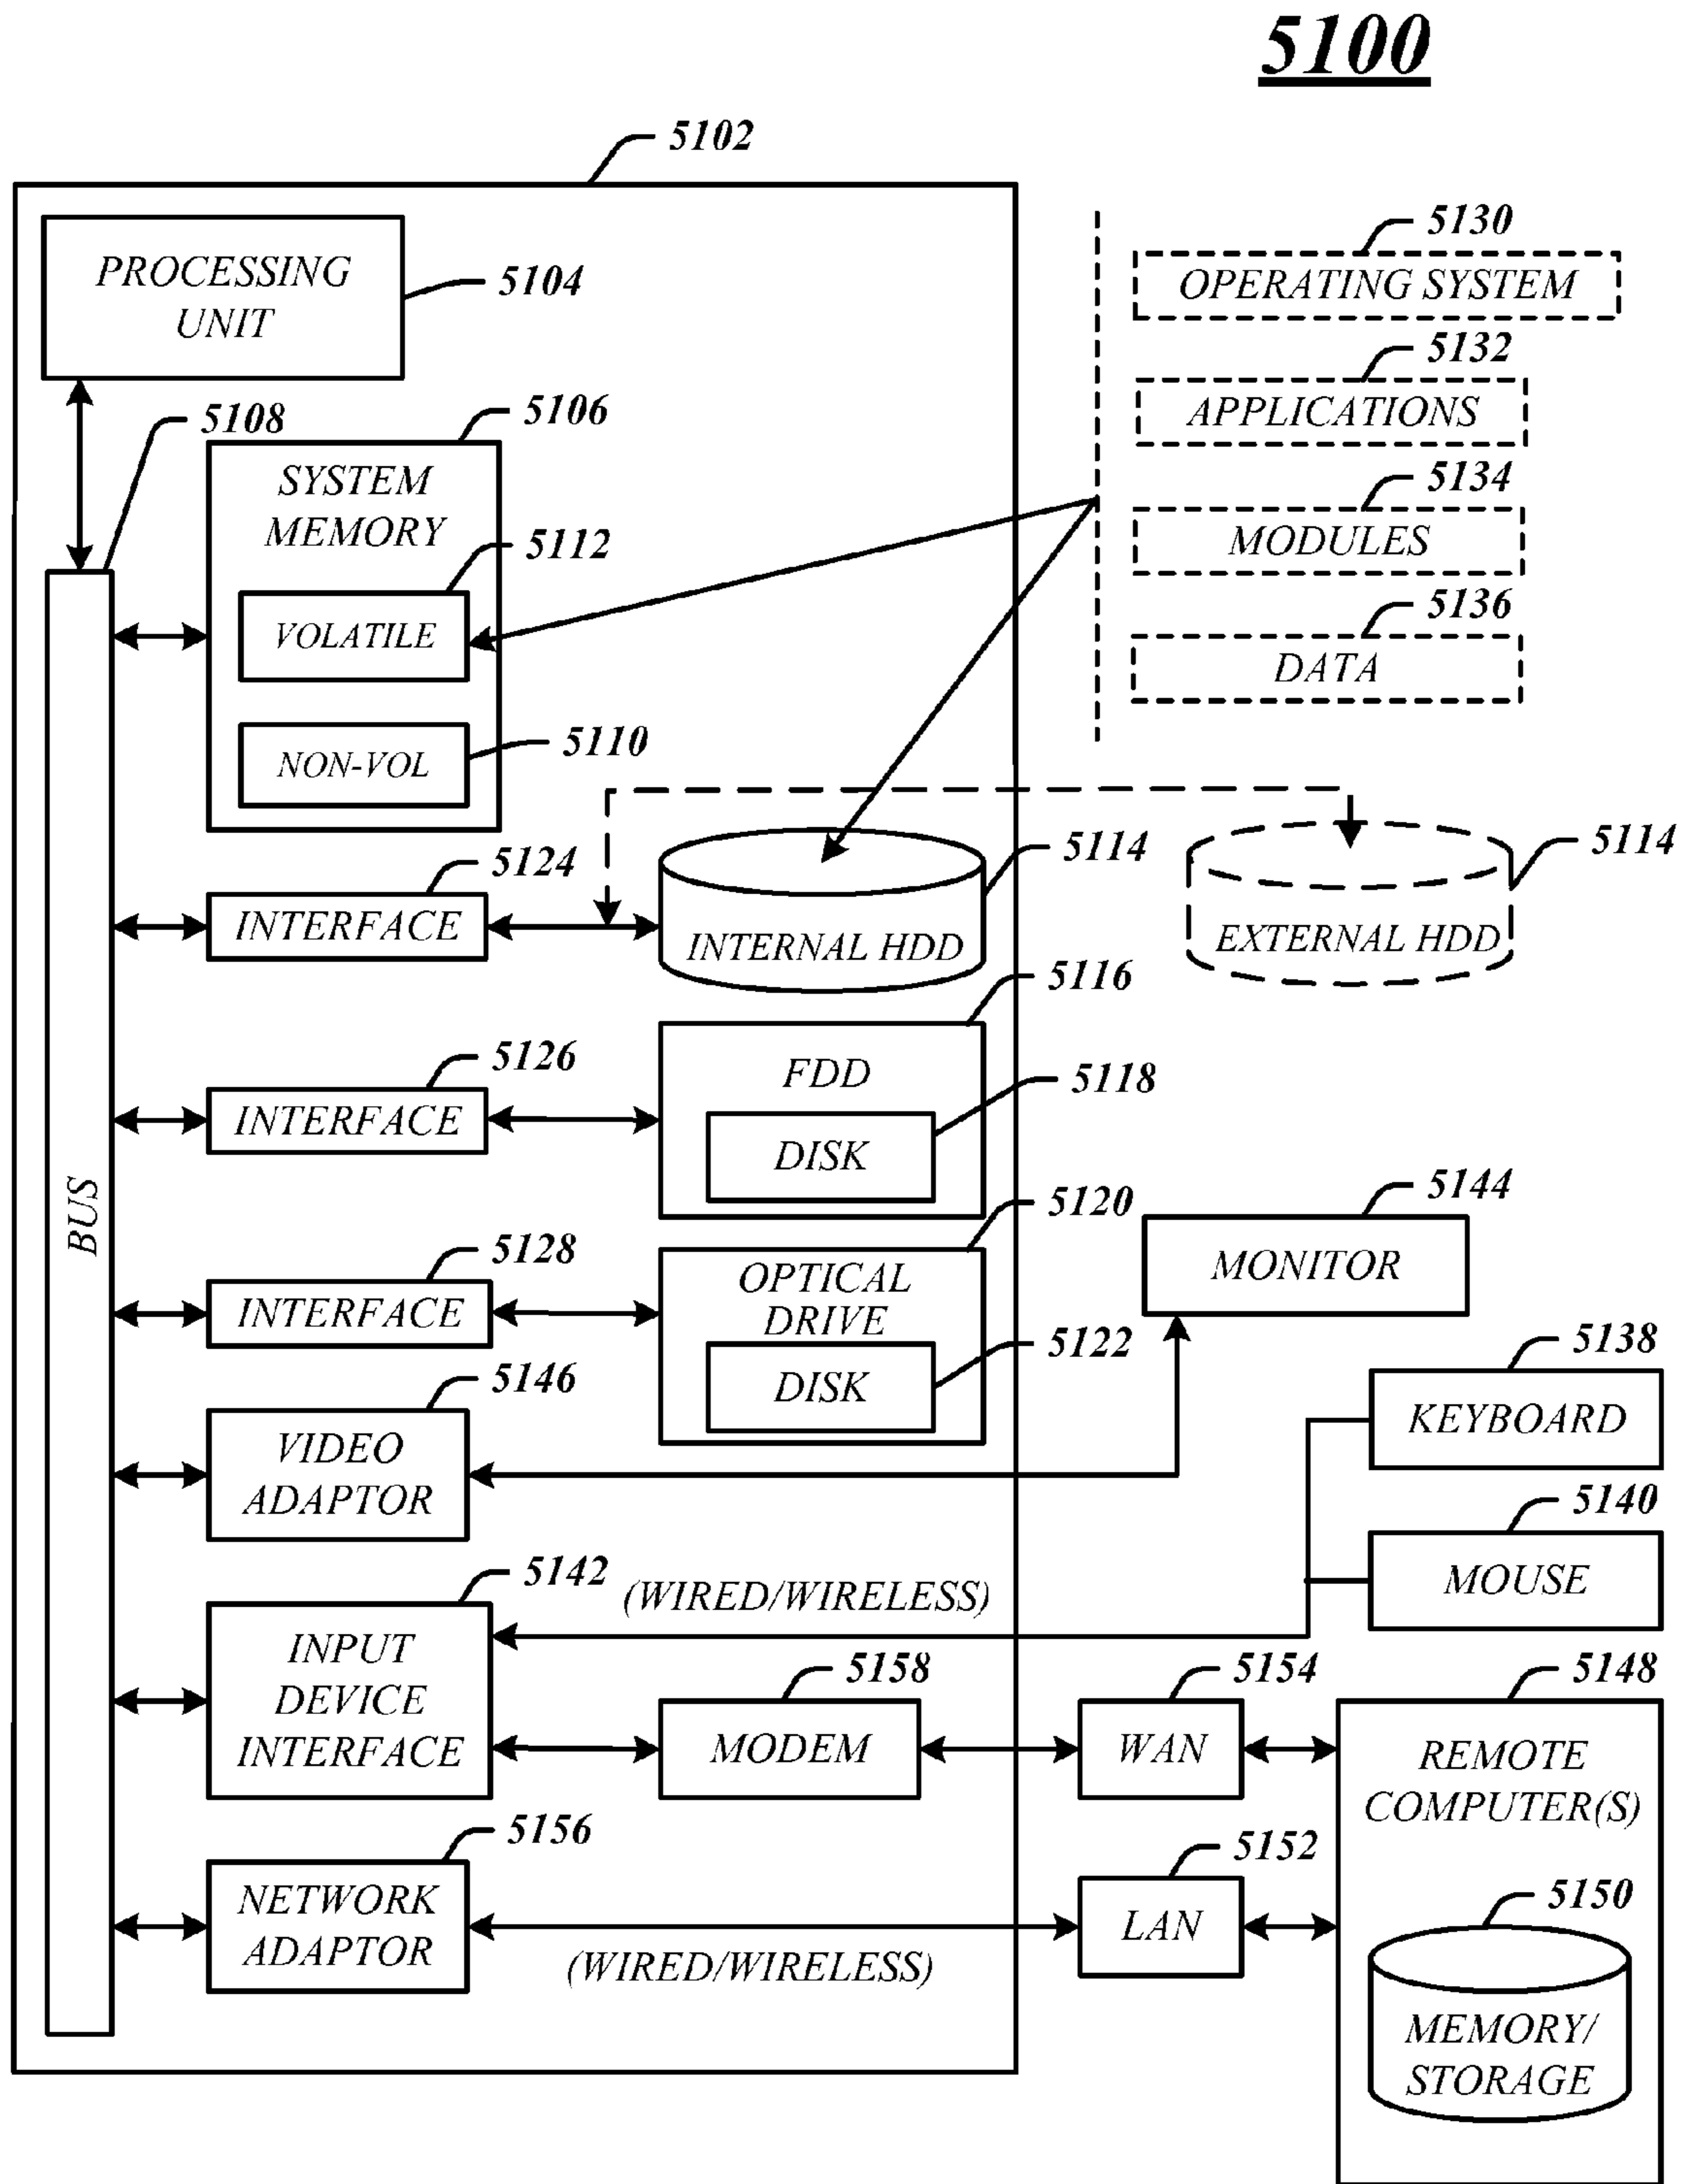 5100
5102
PROCESSING
UNIT
5104
5130
OPERATING SYSTEM
5132
APPLICATIONS
5134
MODULES
5136
DATA
5108
5106
SYSTEM
MEMORY
5112
VOLATILE
5110
NON-VOL
5124
INTERFACE
5114
INTERNAL HDD
5114
EXTERNAL HDD
5116
FDD
5118
DISK
5126
INTERFACE
BUS
5120
OPTICAL
DRIVE
5122
DISK
5128
INTERFACE
5144
MONITOR
5146
VIDEO
ADAPTOR
5138
KEYBOARD
5140
MOUSE
5142
(WIRED/WIRELESS)
INPUT
DEVICE
INTERFACE
5158
MODEM
5154
WAN
5148
REMOTE
COMPUTER(S)
5156
NETWORK
ADAPTOR
(WIRED/WIRELESS)
5152
LAN
5150
MEMORY/
STORAGE